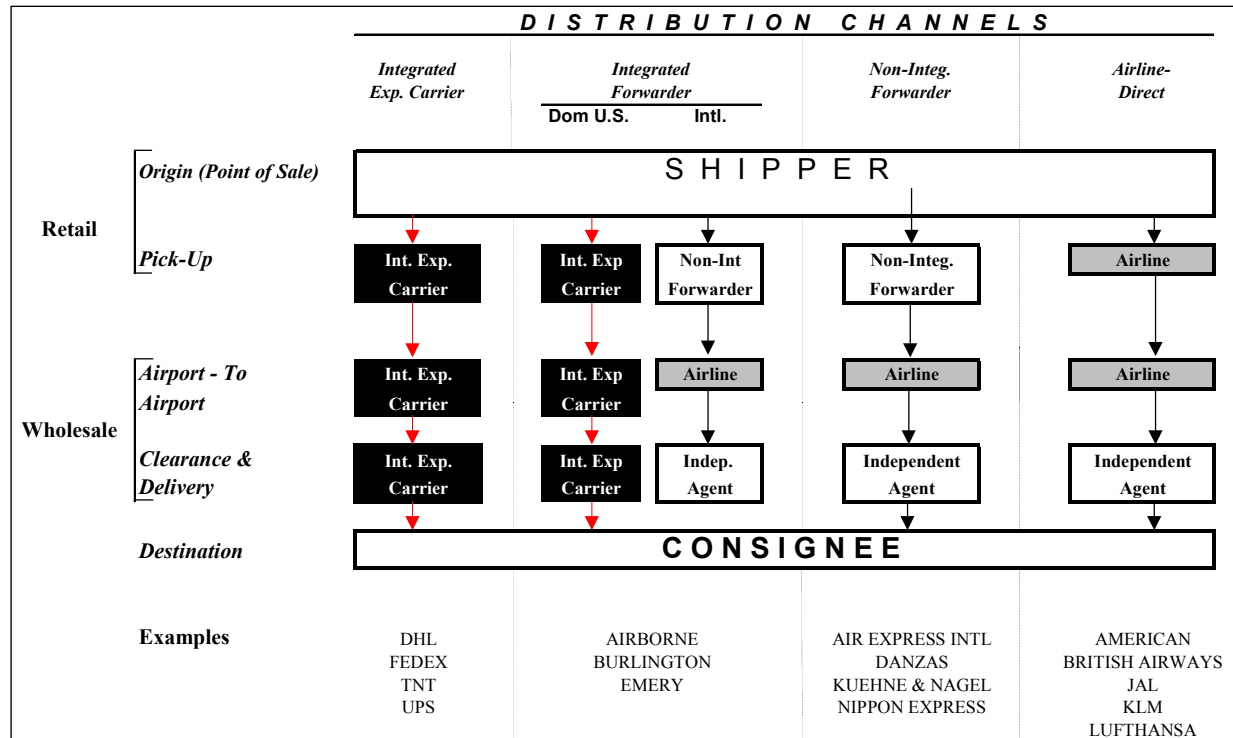 DISTRIBUTION CHANNELS
Integrated
Exp. Carrier
Integrated
Forwarder
Dom U.S. Intl.
Non-Integ.
Forwarder
Airline-
Direct
Retail
Origin (Point of Sale)
SHIPPER
Pick-Up
Int. Exp.
Carrier
Int. Exp
Carrier
Non-Int
Forwarder
Non-Integ.
Forwarder
Airline
Wholesale
Airport - To
Airport
Int. Exp.
Carrier
Int. Exp
Carrier
Airline
Airline
Airline
Clearance &
Delivery
Int. Exp.
Carrier
Int. Exp
Carrier
Indep.
Agent
Independent
Agent
Independent
Agent
Destination
CONSIGNEE
Examples
DHL
FEDEX
TNT
UPS
AIRBORNE
BURLINGTON
EMERY
AIR EXPRESS INTL
DANZAS
KUEHNE & NAGEL
NIPPON EXPRESS
AMERICAN
BRITISH AIRWAYS
JAL
KLM
LUFTHANSA